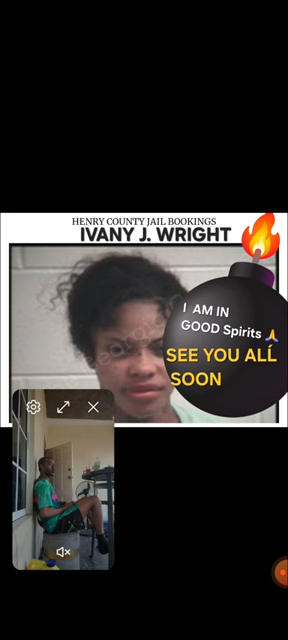 HENRY COUNTY JAIL BOOKINGS
IVANY J. WRIGHT
I AM IN
GOOD Spirits 🙏
SEE YOU ALL
SOON